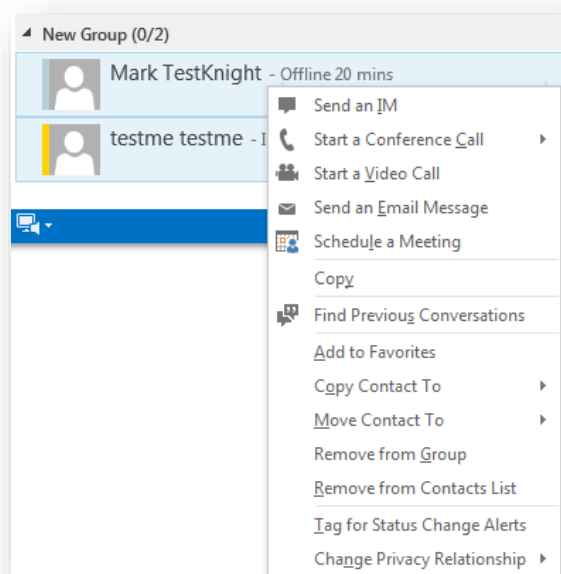 New Group (0/2)
Mark TestKnight - Offline 20 mins
testme testme - I
Send an IM
Start a Conference Call
Start a Video Call
Send an Email Message
Schedule a Meeting
Copy
Find Previous Conversations
Add to Favorites
Copy Contact To
Move Contact To
Remove from Group
Remove from Contacts List
Tag for Status Change Alerts
Change Privacy Relationship